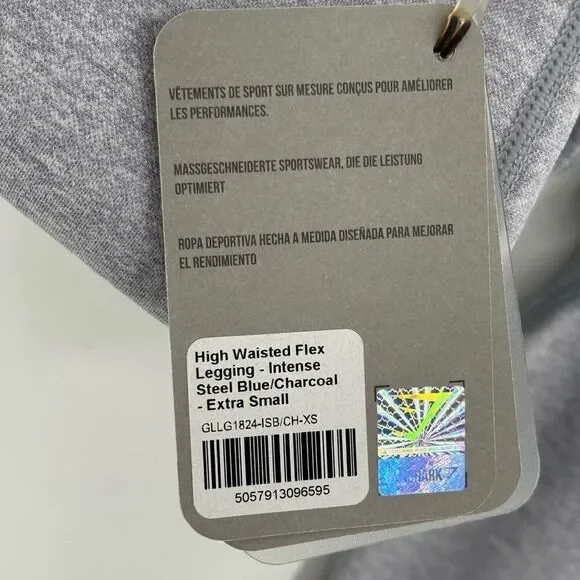 VÊTEMENTS DE SPORT SUR MESURE CONÇUS POUR AMÉLIORER
LES PERFORMANCES.
MASSGESCHNEIDERTE SPORTSWEAR, DIE DIE LEISTUNG
OPTIMIERT
ROPA DEPORTIVA HECHA A MEDIDA DISEÑADA PARA MEJORAR
EL RENDIMIENTO
High Waisted Flex
Legging - Intense
Steel Blue/Charcoal
- Extra Small
GLLG1824-ISB/CH-XS
5057913096595